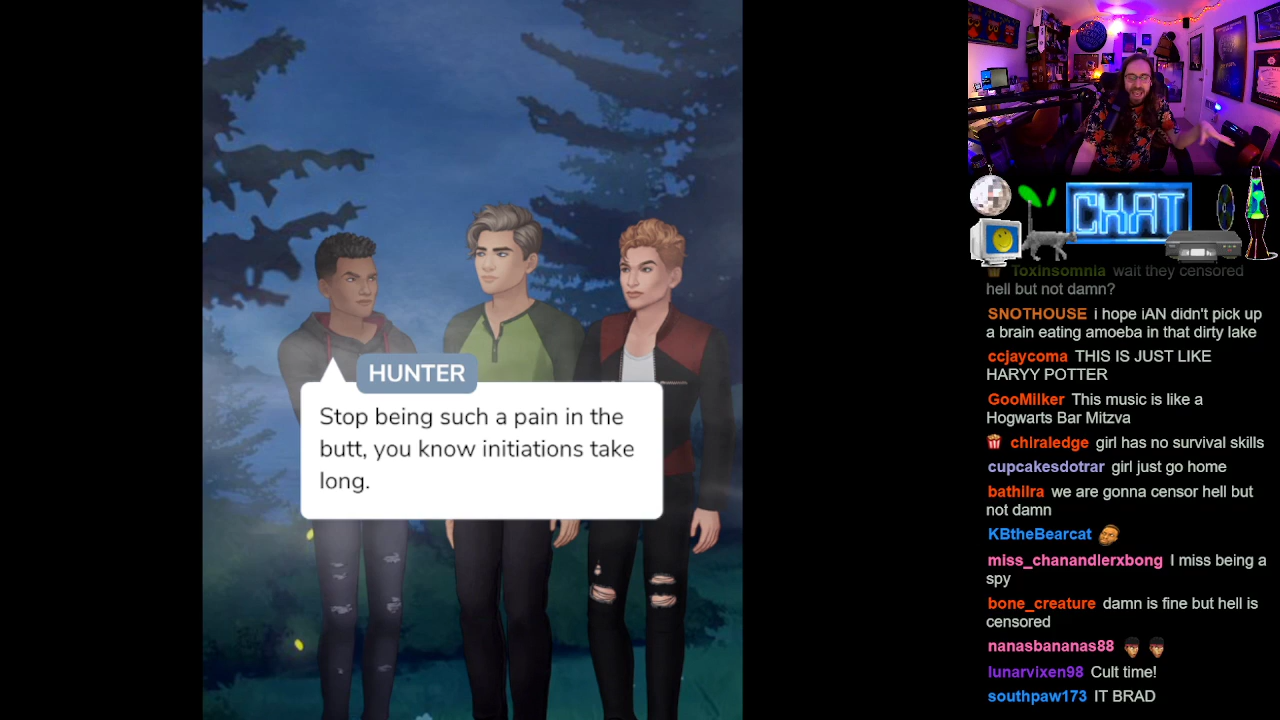 HUNTER
Stop being such a pain in the
butt, you know initiations take
long.
CHAT
Toxinsomnia wait they censored
hell but not damn?
SNOTHOUSE i hope iAN didn't pick up
a brain eating amoeba in that dirty lake
ccjaycoma THIS IS JUST LIKE
HARYY POTTER
GooMilker This music is like a
Hogwarts Bar Mitzva
chiraledge girl has no survival skills
cupcakesdotrar girl just go home
bathilra we are gonna censor hell but
not damn
KBtheBearcat
miss_chanandlerxbong I miss being a
spy
bone_creature damn is fine but hell is
censored
nanasbananas88
lunarvixen98 Cult time!
southpaw173 IT BRAD